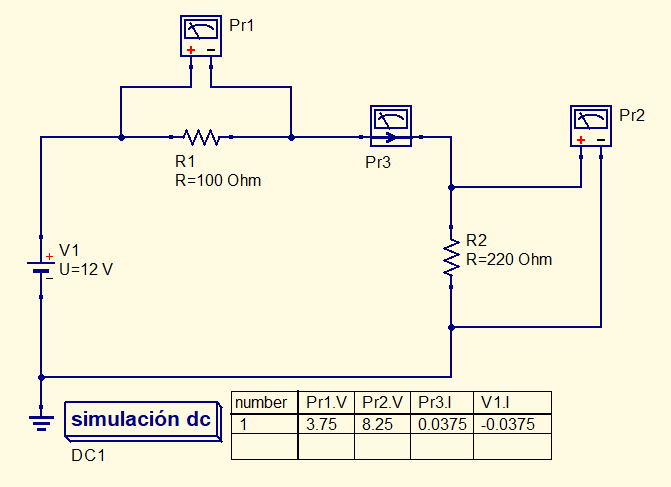 Pr1
+ −
Pr2
+ −
Pr3
R1
R=100 Ohm
V1
U=12 V
+
−
R2
R=220 Ohm
simulación dc
DC1
number Pr1.V Pr2.V Pr3.I V1.I
1 3.75 8.25 0.0375 -0.0375